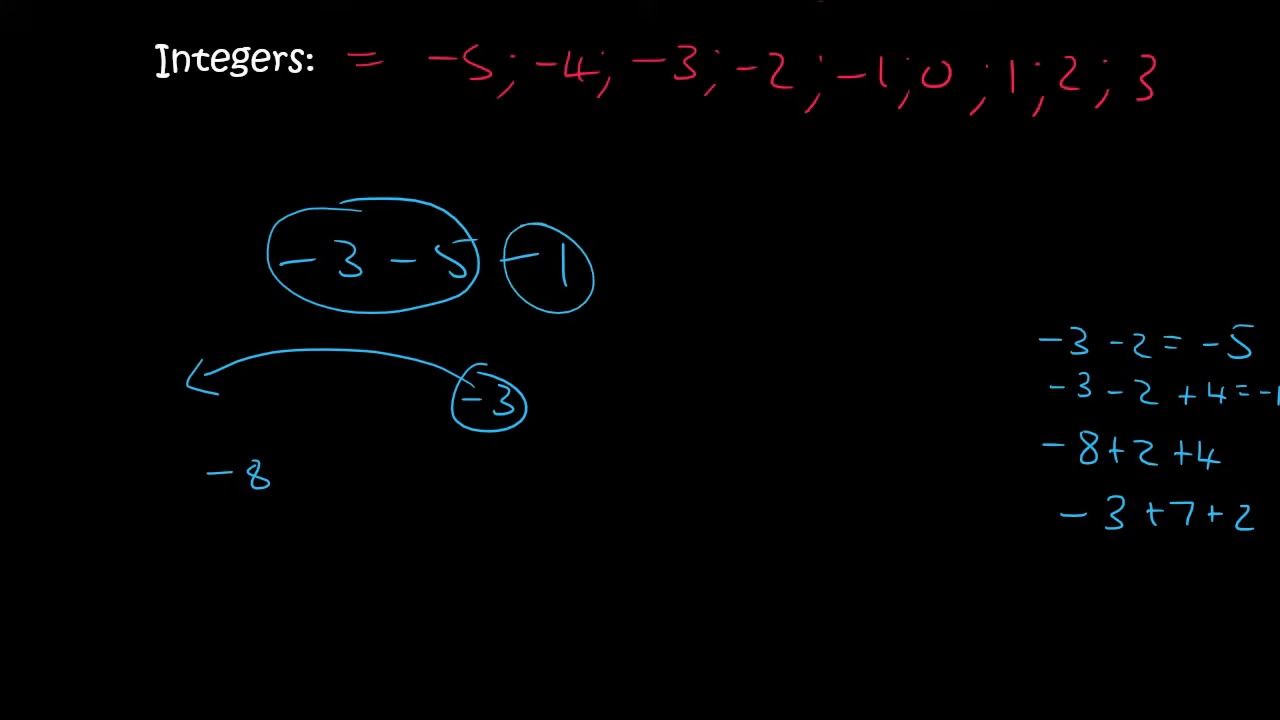 Integers: = -5; -4; -3; -2; -1; 0; 1; 2; 3
-3 -5 -1
-3
-8
-3 -2 = -5
-3 -2 +4 = -1
-8 +2 +4
-3 +7 +2